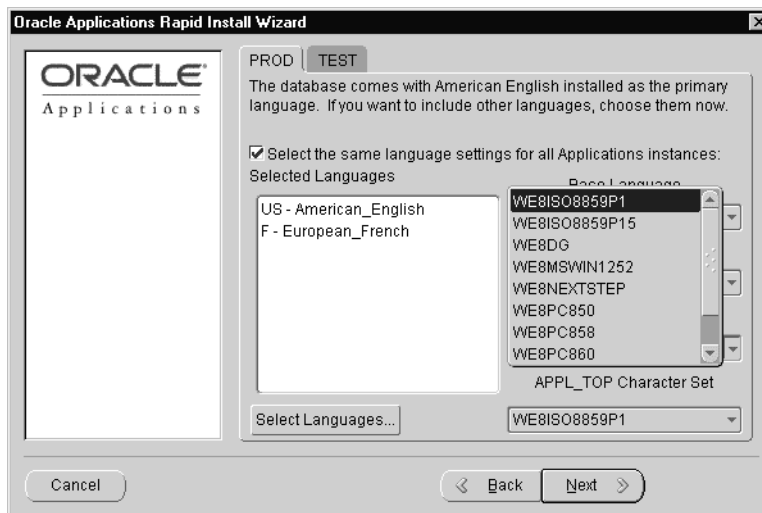 Oracle Applications Rapid Install Wizard
ORACLE
Applications
PROD
TEST
The database comes with American English installed as the primary
language. If you want to include other languages, choose them now.
Select the same language settings for all Applications instances:
Selected Languages
Base Language
US - American_English
F - European_French
WE8ISO8859P1
WE8ISO8859P15
WE8DG
WE8MSWIN1252
WE8NEXTSTEP
WE8PC850
WE8PC858
WE8PC860
APPL_TOP Character Set
Select Languages...
WE8ISO8859P1
Cancel
Back
Next